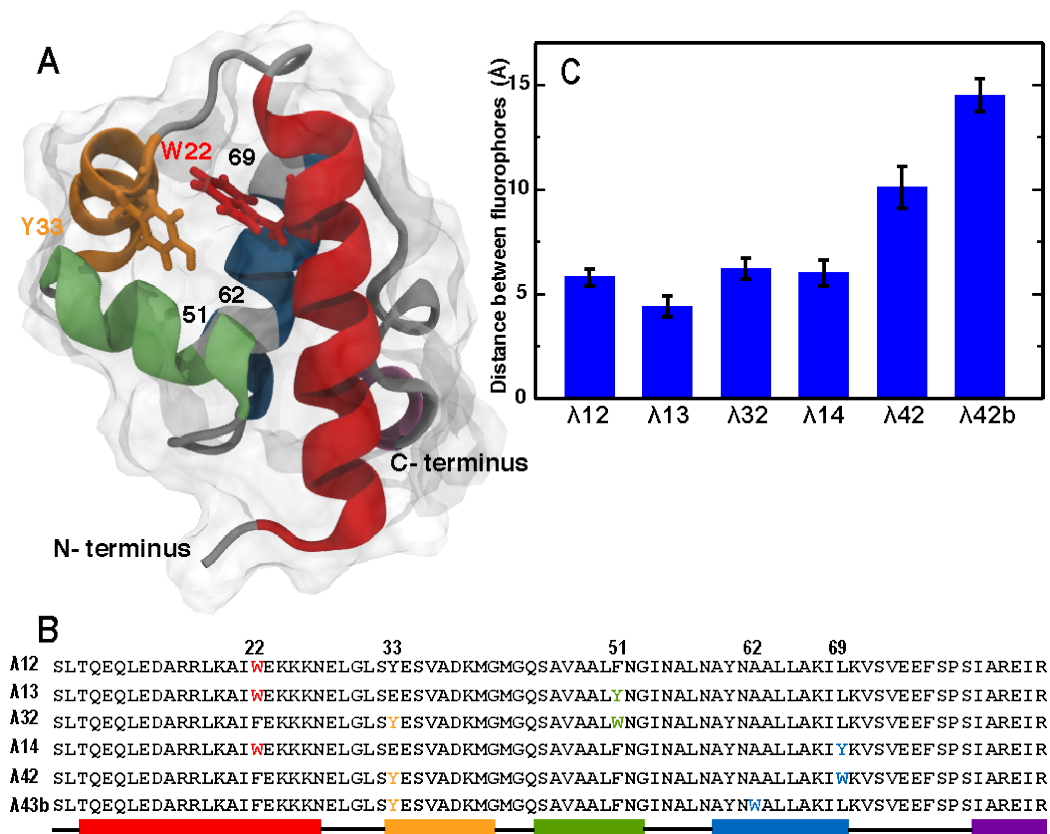 A
W22
69
Y33
62
51
C- terminus
N- terminus
C
Distance between fluorophores (Å)
15
10
5
0
λ12 λ13 λ32 λ14 λ42 λ42b
B
22 33 51 62 69
λ12 SLTQEQLEDARRLKAIWEKKKNELGLSYESVADKMGMGQSAVAALFNGINALNAYNAALLAKILKVSVEEFSPSIAREIR
λ13 SLTQEQLEDARRLKAIWEKKKNELGLSEESVADKMGMGQSAVAALYNGINALNAYNAALLAKILKVSVEEFSPSIAREIR
λ32 SLTQEQLEDARRLKAIFEKKKNELGLSYESVADKMGMGQSAVAALWNGINALNAYNAALLAKILKVSVEEFSPSIAREIR
λ14 SLTQEQLEDARRLKAIWEKKKNELGLSEESVADKMGMGQSAVAALFNGINALNAYNAALLAKIYKVSVEEFSPSIAREIR
λ42 SLTQEQLEDARRLKAIFEKKKNELGLSYESVADKMGMGQSAVAALFNGINALNAYNAALLAKIWKVSVEEFSPSIAREIR
λ43b SLTQEQLEDARRLKAIFEKKKNELGLSYESVADKMGMGQSAVAALFNGINALNAYNWALLAKILKVSVEEFSPSIAREIR